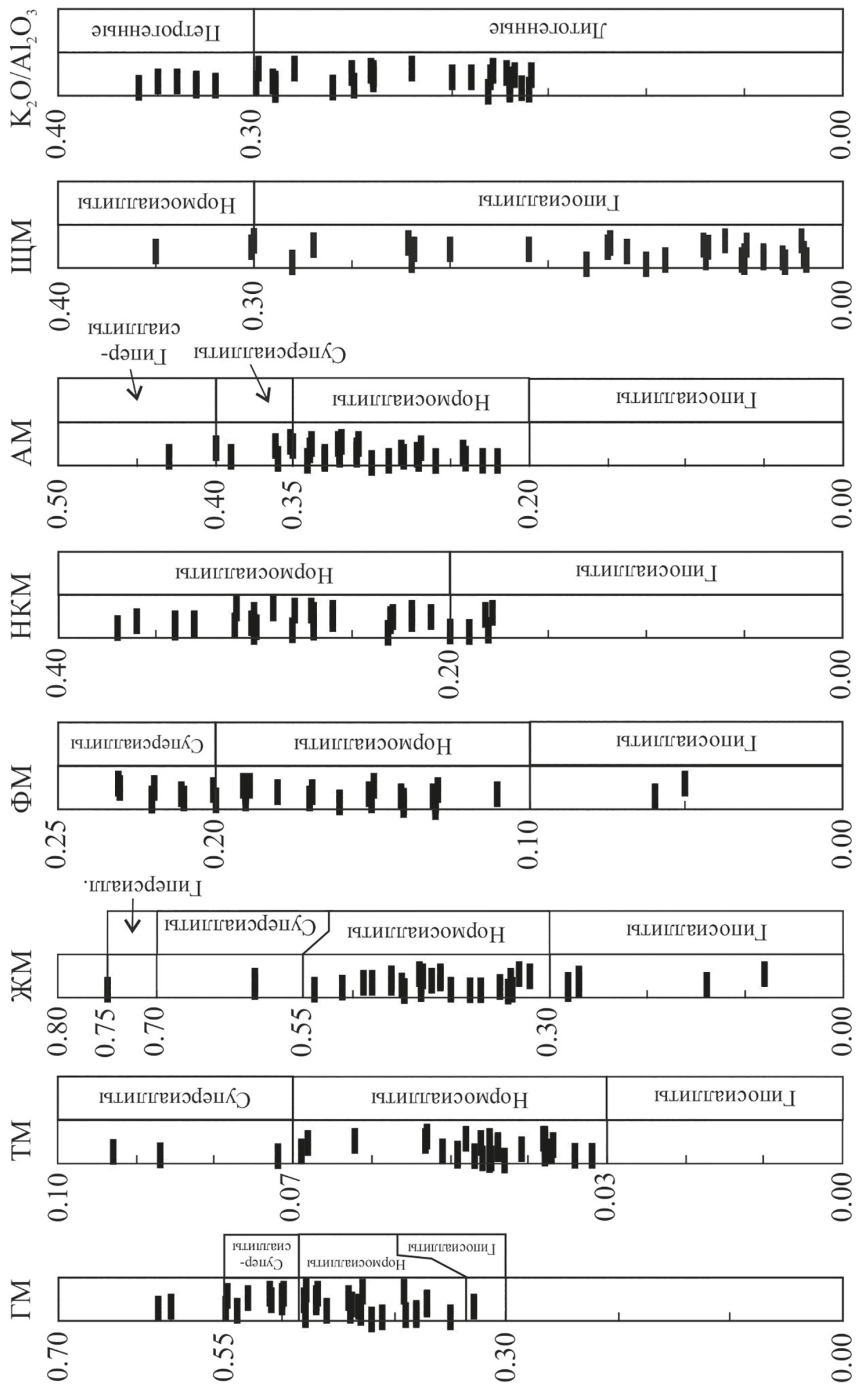 ГМ
0.70
0.55
0.30
0.00
Супер-
сиаллиты
Нормосиаллиты
Гипосиаллиты
ТМ
0.10
0.07
0.03
0.00
Суперсиаллиты
Нормосиаллиты
Гипосиаллиты
ЖМ
0.80
0.75
0.70
0.55
0.30
0.00
Гиперсиалл.
Суперсиаллиты
Нормосиаллиты
Гипосиаллиты
ФМ
0.25
0.20
0.10
0.00
Суперсиаллиты
Нормосиаллиты
Гипосиаллиты
НКМ
0.40
0.20
0.00
Нормосиаллиты
Гипосиаллиты
АМ
0.50
0.40
0.35
0.20
0.00
Гипер-
сиаллиты
Суперсиаллиты
Нормосиаллиты
Гипосиаллиты
ЩМ
0.40
0.30
0.00
Нормосиаллиты
Гипосиаллиты
K₂O/Al₂O₃
0.40
0.30
0.00
Петрогенные
Литогенные